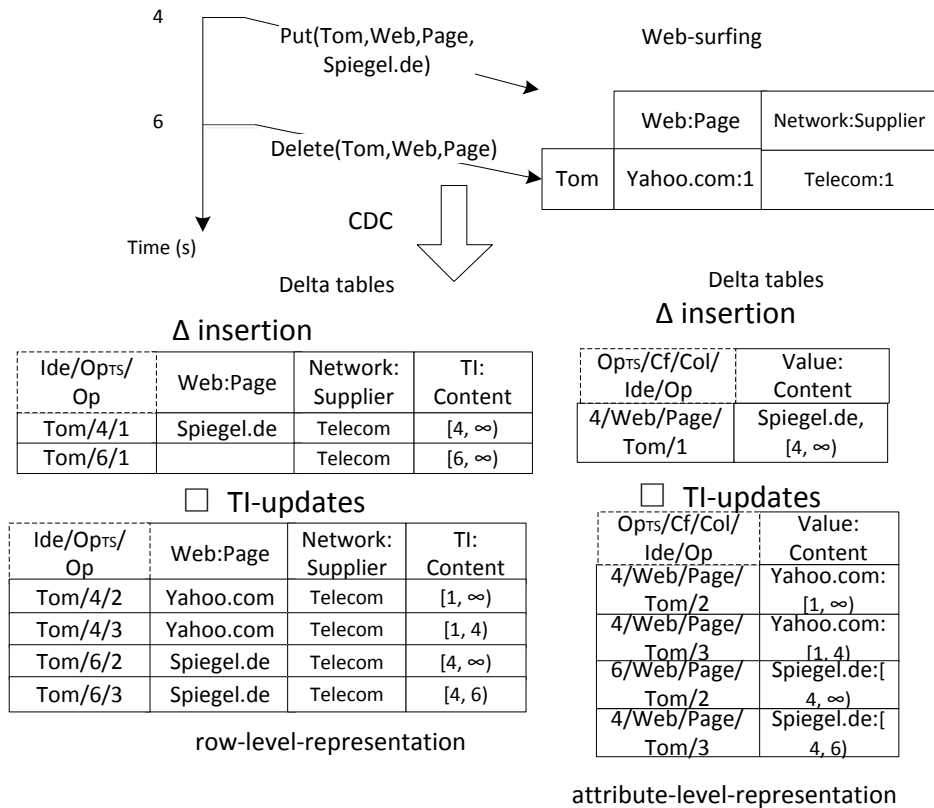 4
Put(Tom,Web,Page,
Spiegel.de)
Web-surfing
6
Web:Page
Network:Supplier
Delete(Tom,Web,Page)
Tom
Yahoo.com:1
Telecom:1
CDC
Time (s)
Delta tables
Δ insertion
Ide/OpTS/
Op
Web:Page
Network:
Supplier
TI:
Content
Tom/4/1
Spiegel.de
Telecom
[4, ∞)
Tom/6/1
Telecom
[6, ∞)
□ TI-updates
Ide/OpTS/
Op
Web:Page
Network:
Supplier
TI:
Content
Tom/4/2
Yahoo.com
Telecom
[1, ∞)
Tom/4/3
Yahoo.com
Telecom
[1, 4)
Tom/6/2
Spiegel.de
Telecom
[4, ∞)
Tom/6/3
Spiegel.de
Telecom
[4, 6)
row-level-representation
Delta tables
Δ insertion
OpTS/Cf/Col/
Ide/Op
Value:
Content
4/Web/Page/
Tom/1
Spiegel.de,
[4, ∞)
□ TI-updates
OpTS/Cf/Col/
Ide/Op
Value:
Content
4/Web/Page/
Tom/2
Yahoo.com:
[1, ∞)
4/Web/Page/
Tom/3
Yahoo.com:
[1, 4)
6/Web/Page/
Tom/2
Spiegel.de:[
4, ∞)
4/Web/Page/
Tom/3
Spiegel.de:[
4, 6)
attribute-level-representation